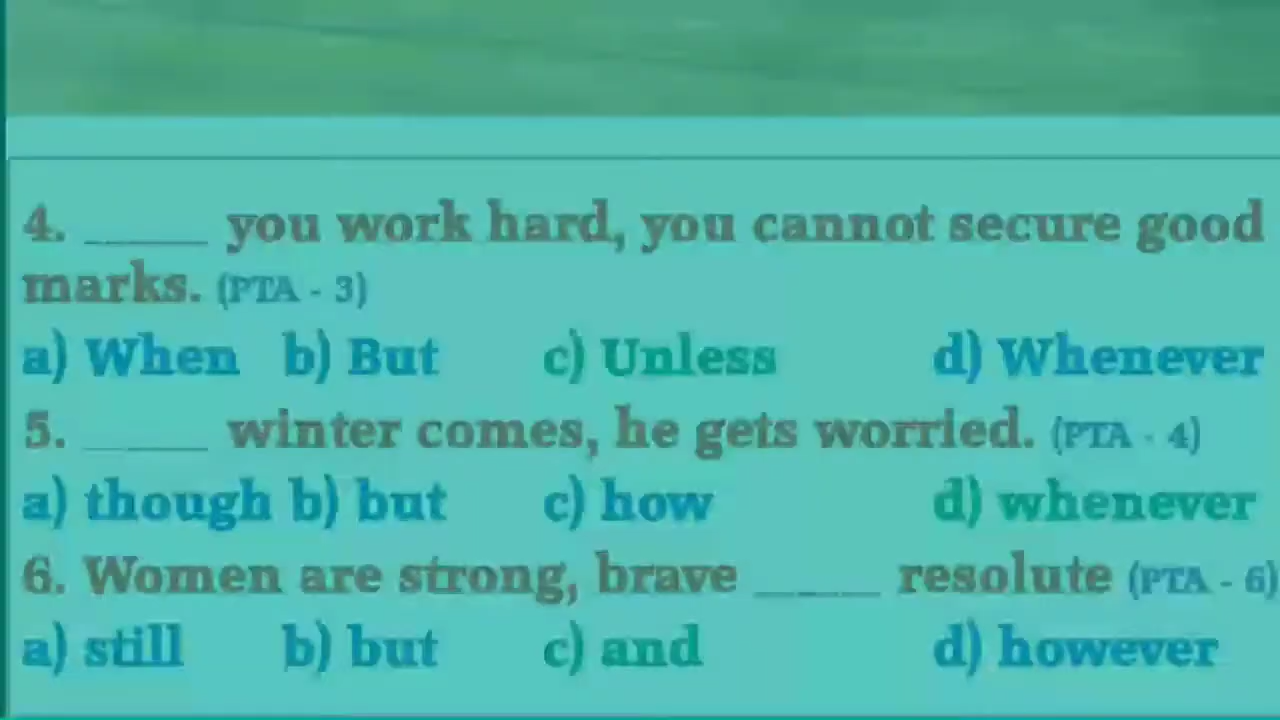 4. _____ you work hard, you cannot secure good
marks. (PTA - 3)
a) When b) But c) Unless d) Whenever
5. _____ winter comes, he gets worried. (PTA - 4)
a) though b) but c) how d) whenever
6. Women are strong, brave _____ resolute (PTA - 6)
a) still b) but c) and d) however